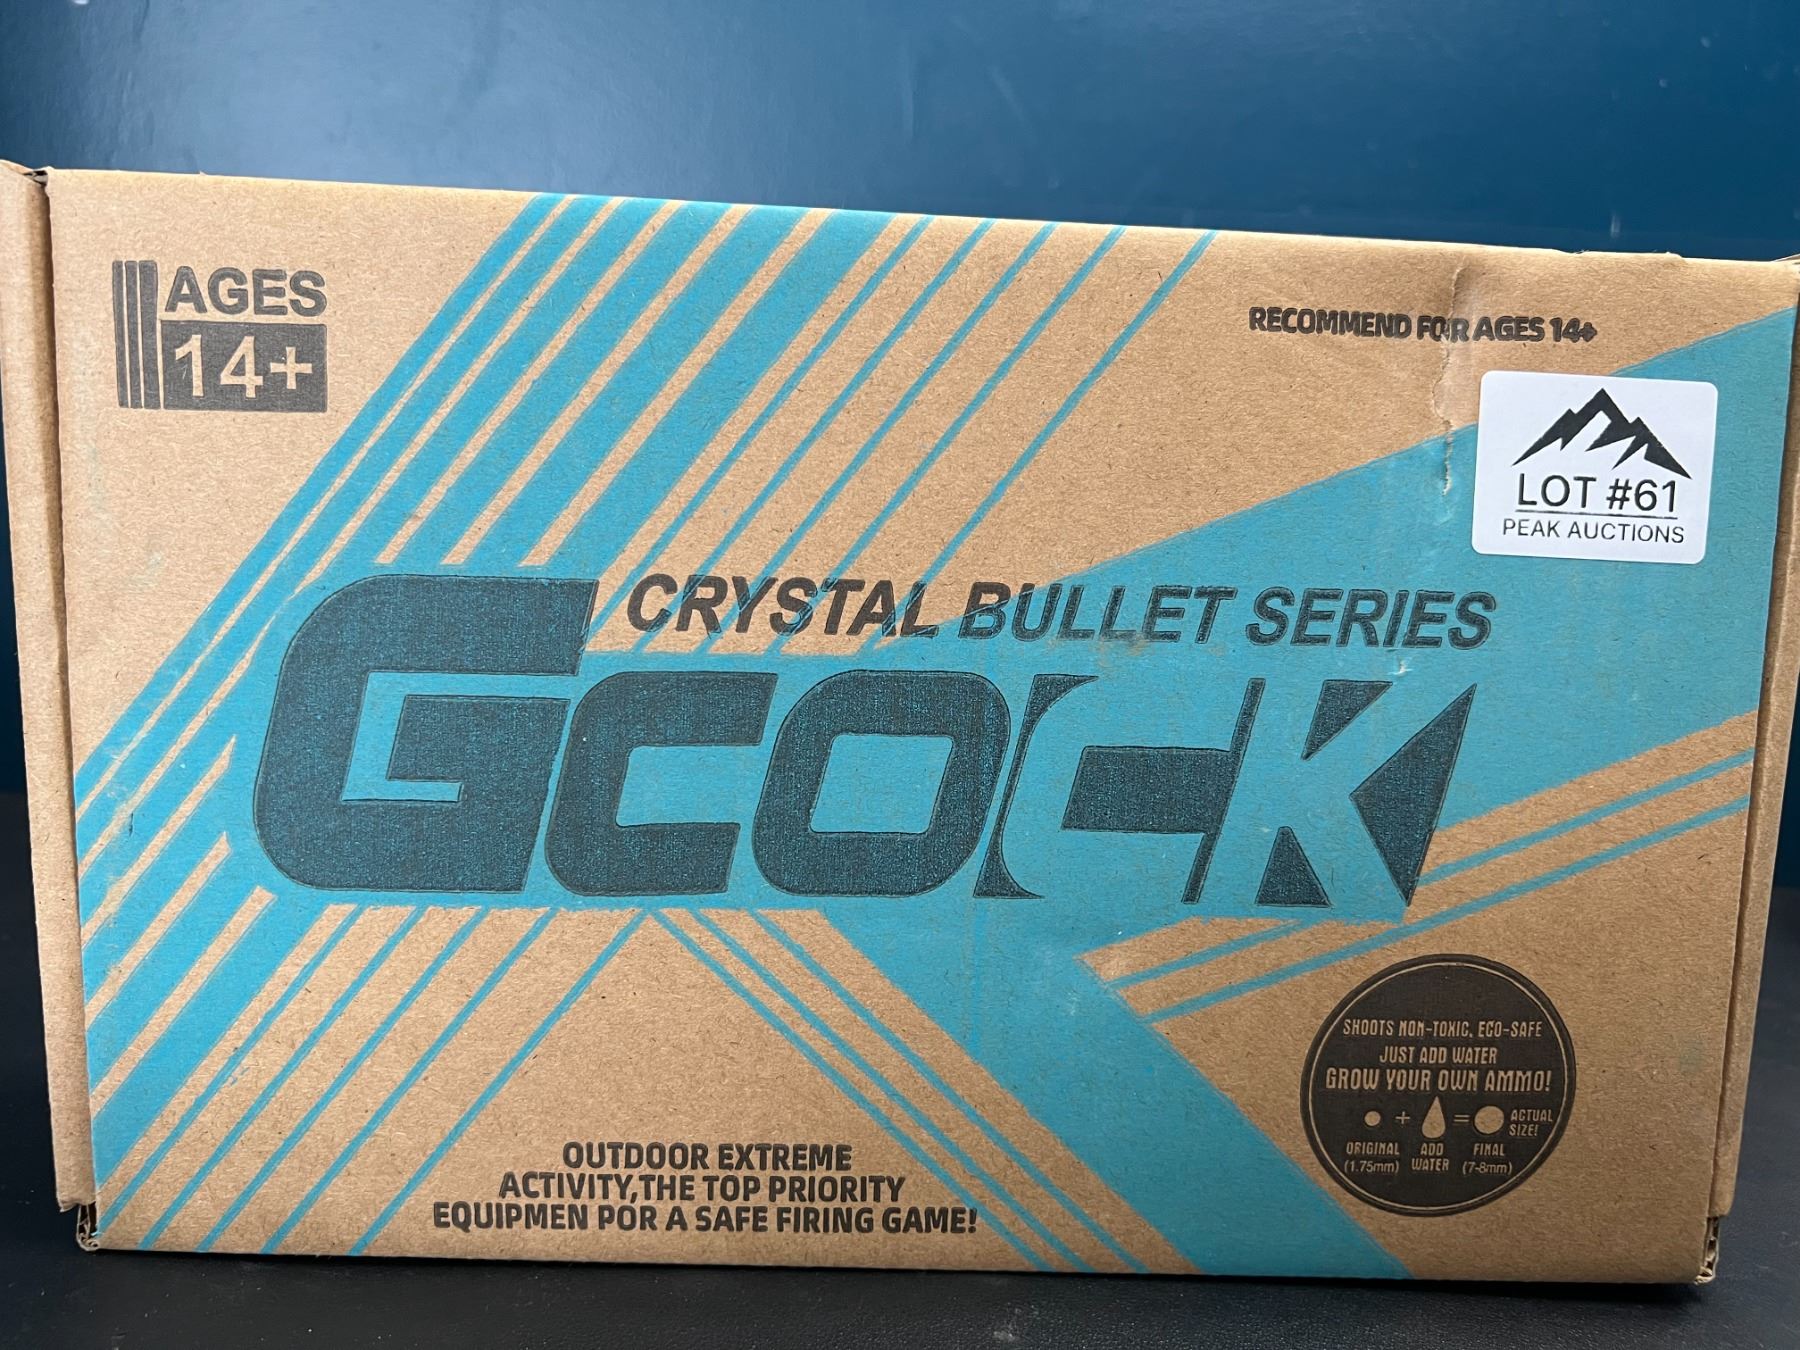 AGES
14+
RECOMMEND FOR AGES 14+
LOT #61
PEAK AUCTIONS
CRYSTAL BULLET SERIES
GCOCK
SHOOTS NON-TOXIC, ECO-SAFE
JUST ADD WATER
GROW YOUR OWN AMMO!
+ = ACTUAL SIZE!
ORIGINAL ADD FINAL
(1.75mm) WATER (7-8mm)
OUTDOOR EXTREME
ACTIVITY,THE TOP PRIORITY
EQUIPMEN POR A SAFE FIRING GAME!